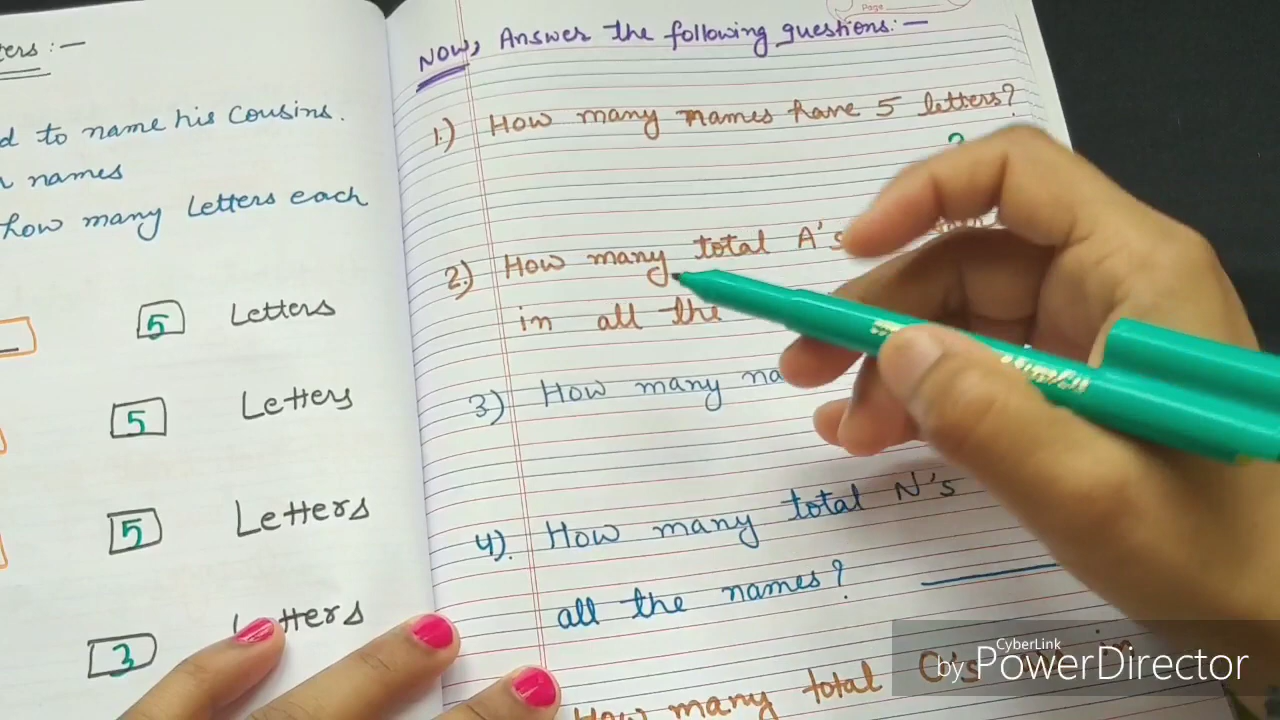 ters :-
d to name his Cousins.
names
how many Letters each
5 Letters
5 Letters
5 Letters
3 Letters
Page
NOW, Answer the following questions:-
1.) How many names have 5 letters?
2.) How many total A's
in all the
3) How many na
4). How many total N's
all the names?
How many total in
CyberLink
by PowerDirector